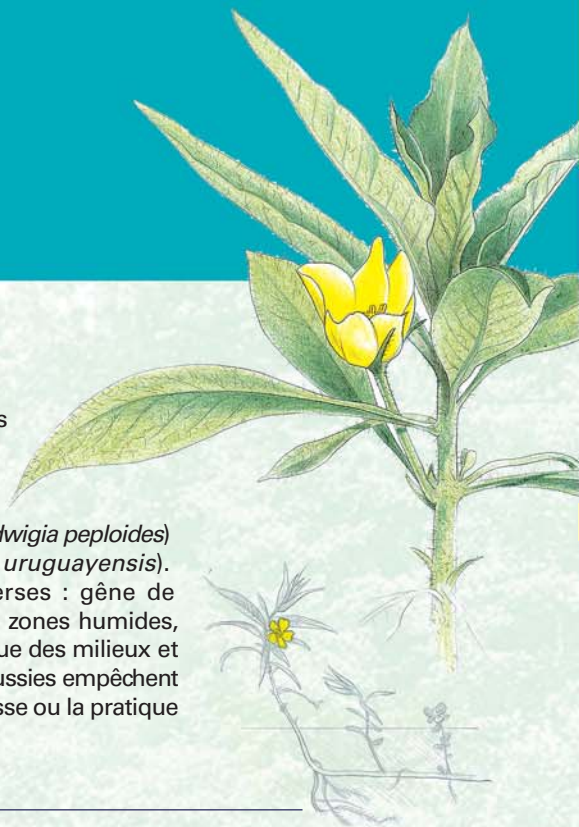 s
dwigia peploides)
uruguayensis).
erses : gêne de
zones humides,
ue des milieux et
ussies empêchent
sse ou la pratique